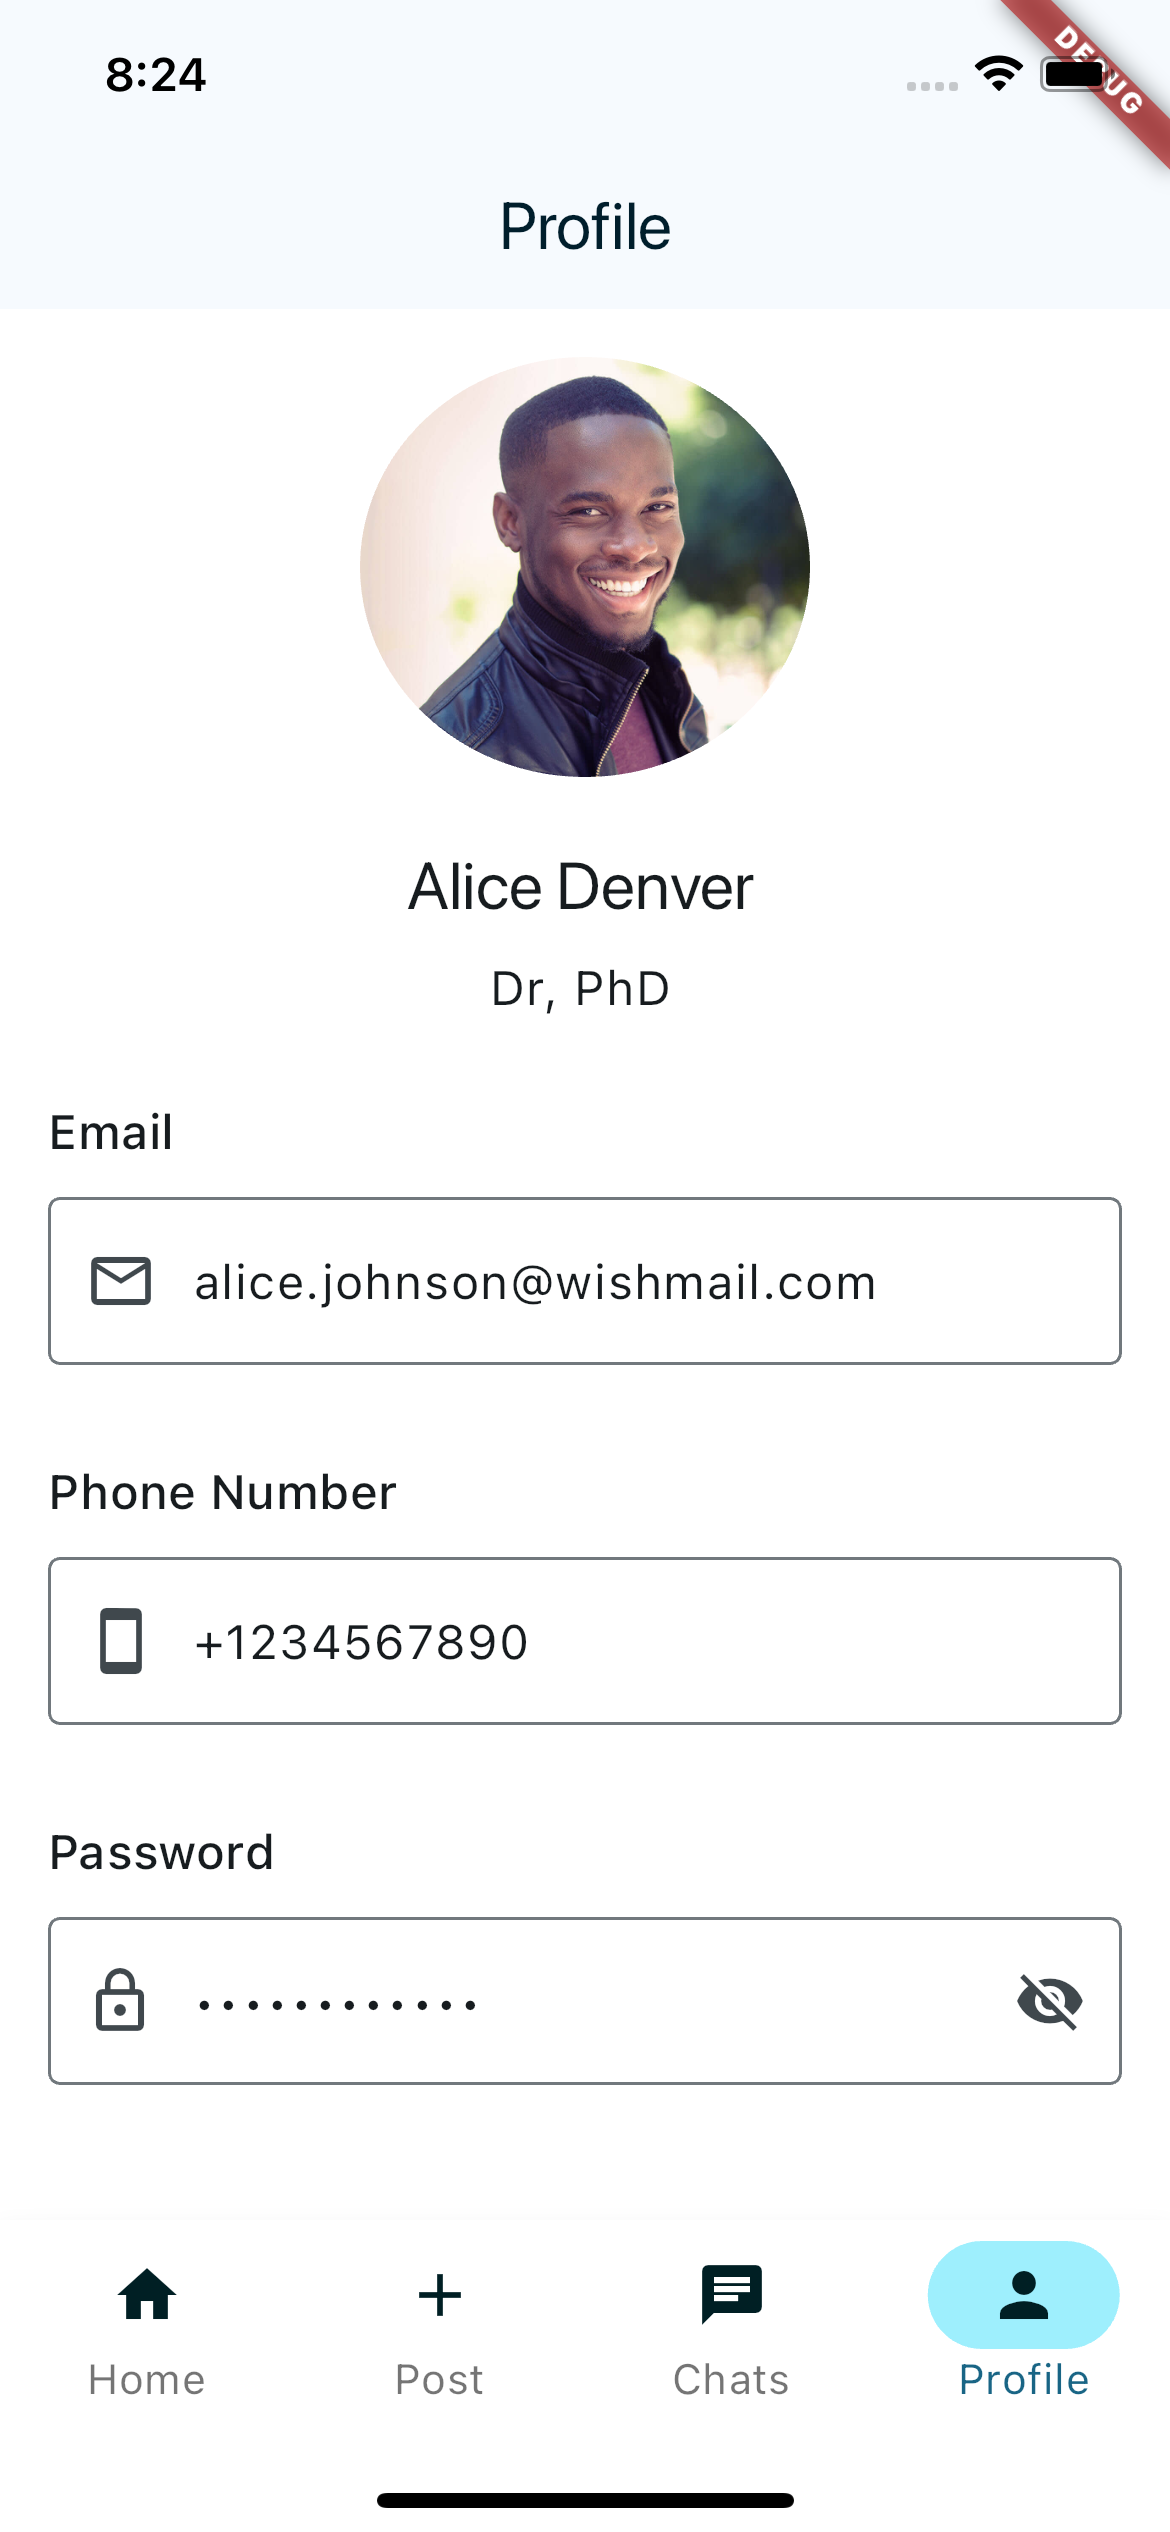 8:24
DEBUG
Profile
Alice Denver
Dr, PhD
Email
alice.johnson@wishmail.com
Phone Number
+1234567890
Password
••••••••••••
Home
Post
Chats
Profile